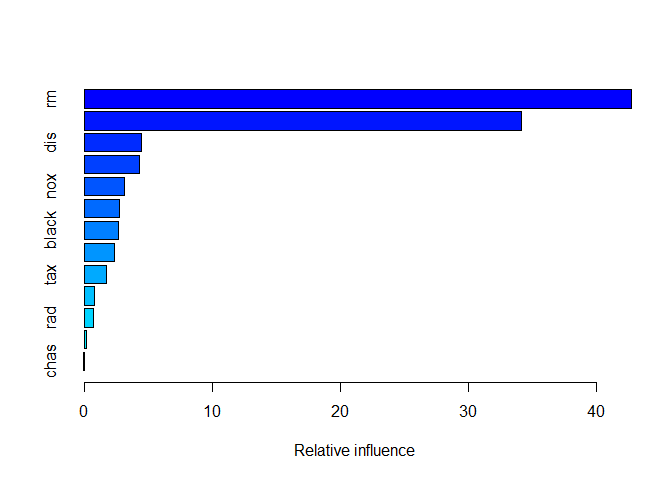 rm
dis
nox
black
tax
rad
chas
0 10 20 30 40
Relative influence